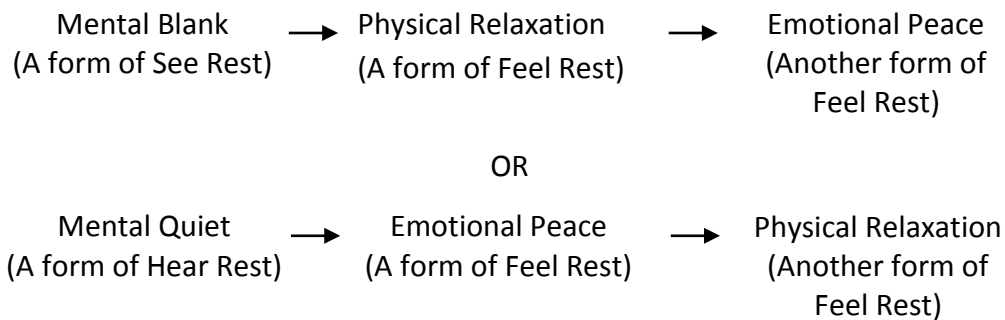 Mental Blank → Physical Relaxation → Emotional Peace
(A form of See Rest) (A form of Feel Rest) (Another form of
Feel Rest)
OR
Mental Quiet → Emotional Peace → Physical Relaxation
(A form of Hear Rest) (A form of Feel Rest) (Another form of
Feel Rest)